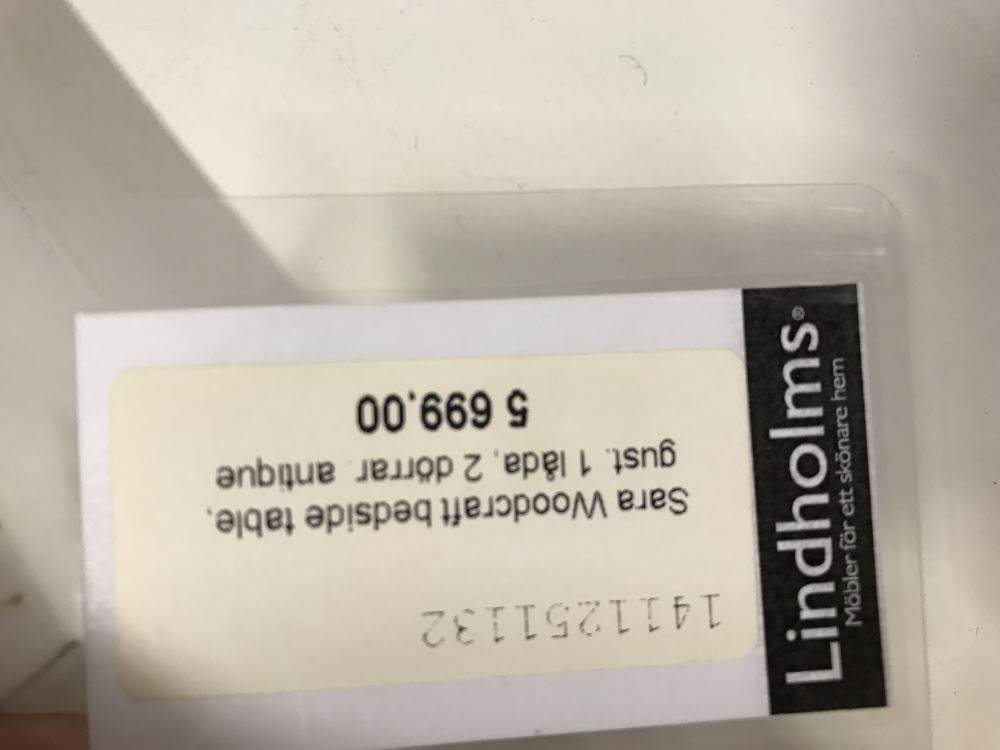 1411251132
Sara Woodcraft bedside table,
gust. 1 låda, 2 dörrar antique
5 699,00
Lindholms®
Möbler för ett skönare hem